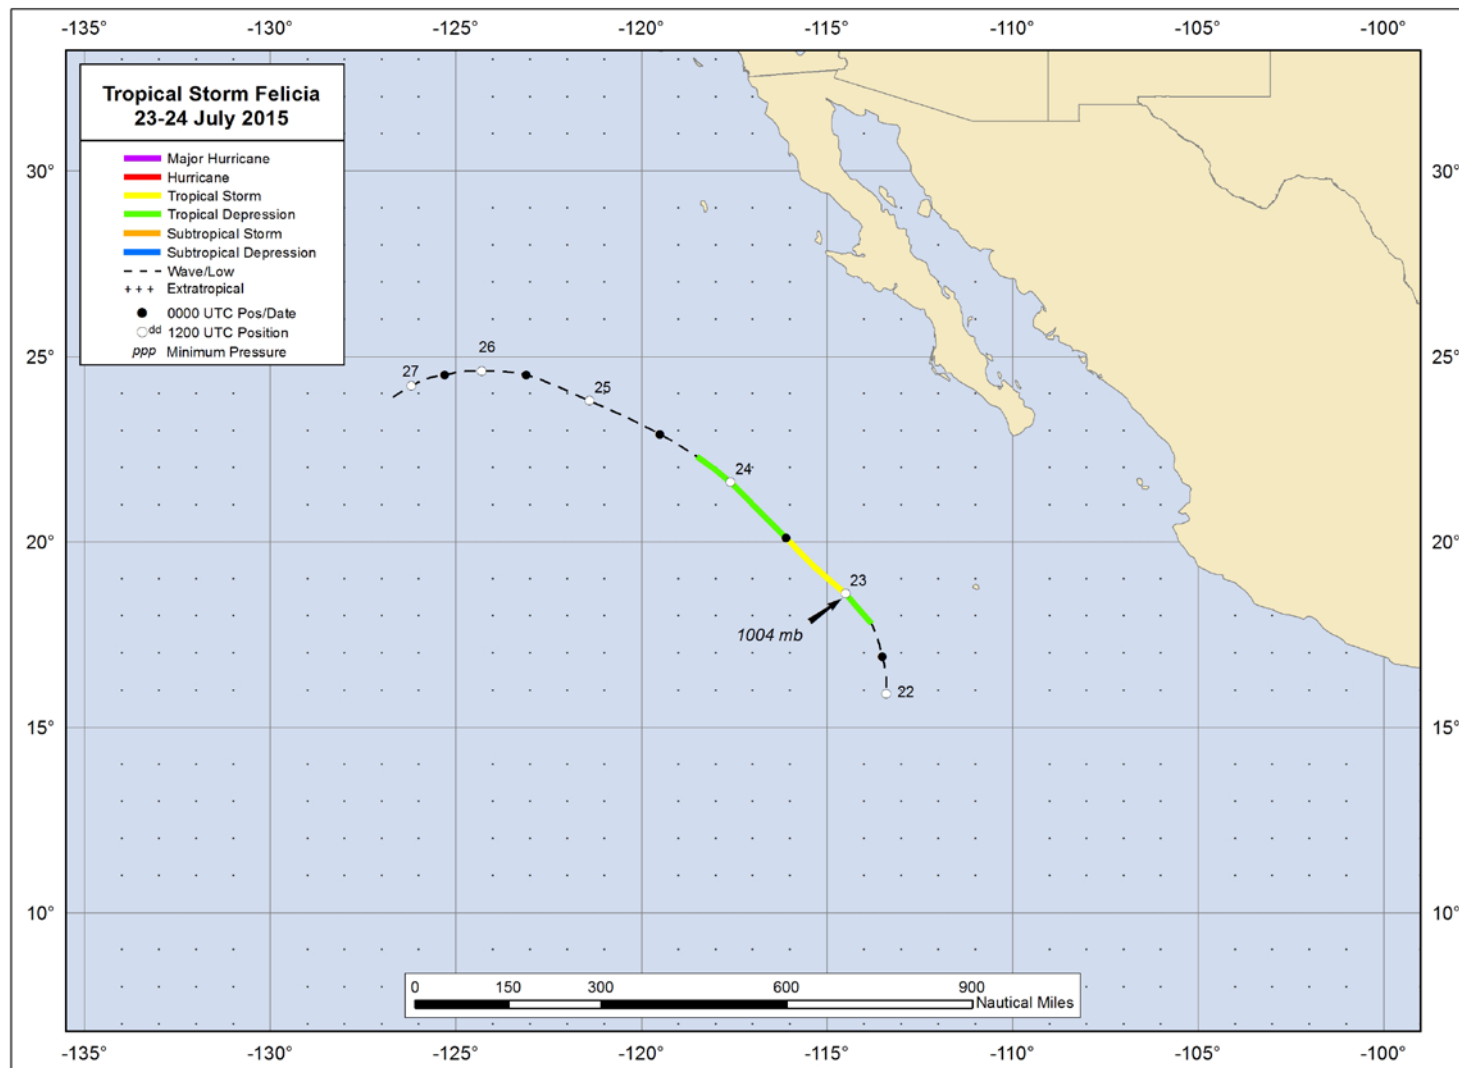 -135° -130° -125° -120° -115° -110° -105° -100°
Tropical Storm Felicia
23-24 July 2015
Major Hurricane
Hurricane
Tropical Storm
Tropical Depression
Subtropical Storm
Subtropical Depression
Wave/Low
+++ Extratropical
0000 UTC Pos/Date
dd 1200 UTC Position
ppp Minimum Pressure
30° 30°
25° 25°
26
27
25
24
20° 20°
23
1004 mb
22
15° 15°
10° 10°
0 150 300 600 900
Nautical Miles
-135° -130° -125° -120° -115° -110° -105° -100°